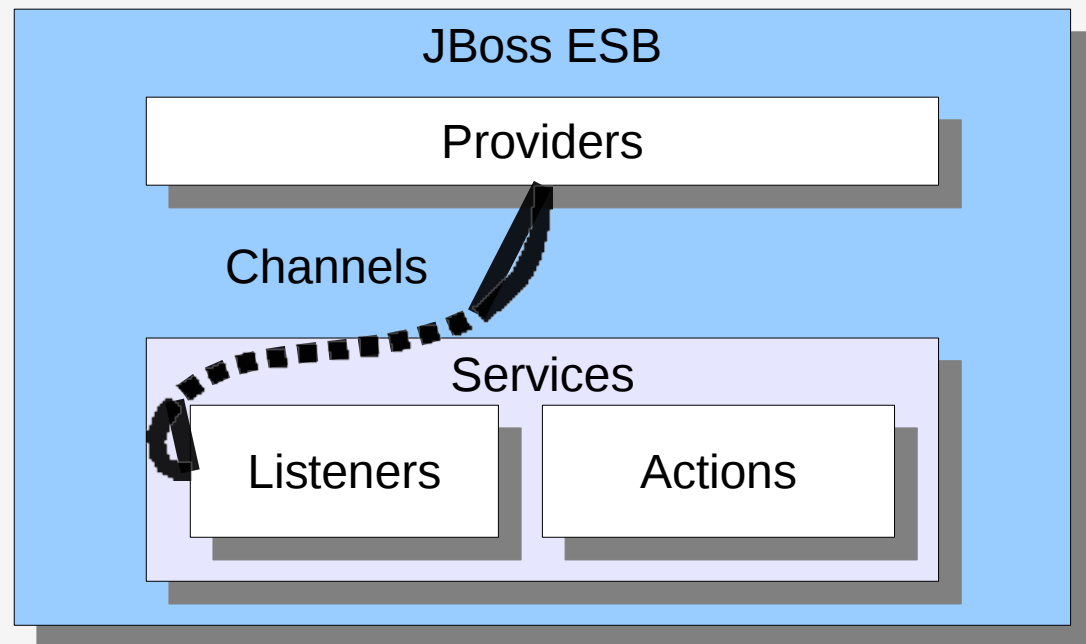 JBoss ESB
Providers
Channels
Services
Listeners
Actions